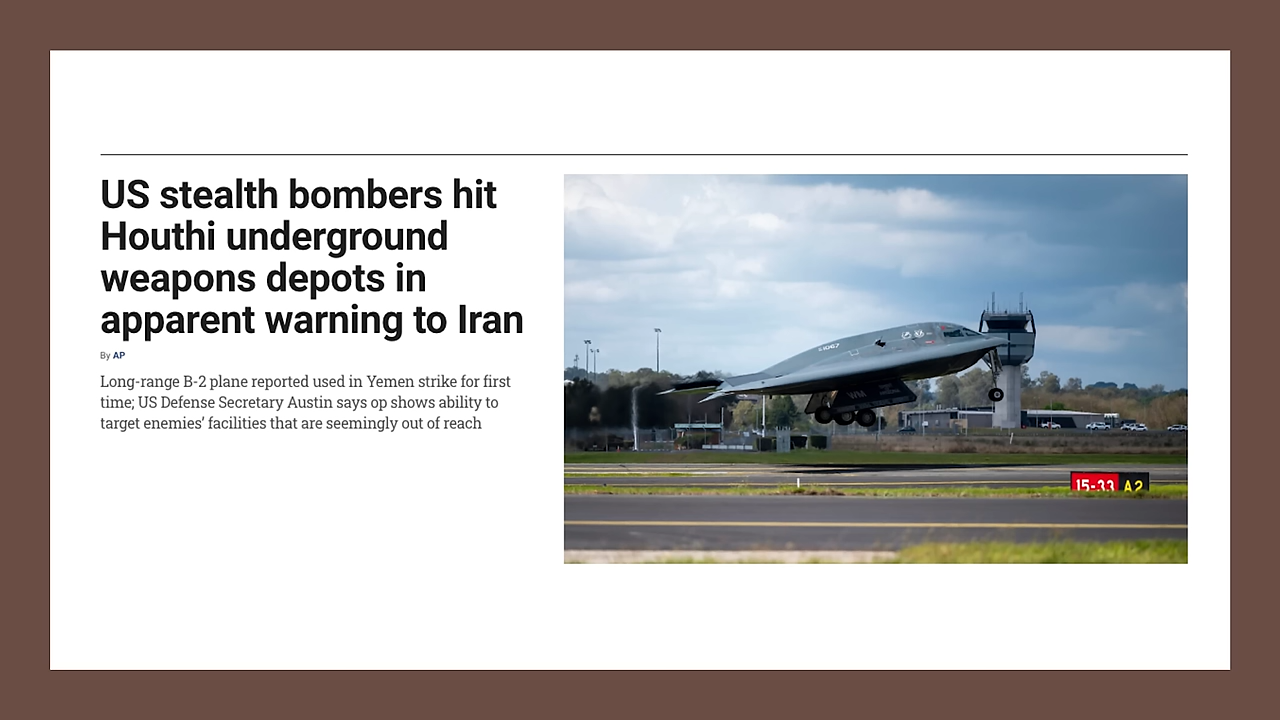 US stealth bombers hit
Houthi underground
weapons depots in
apparent warning to Iran
By AP
Long-range B-2 plane reported used in Yemen strike for first
time; US Defense Secretary Austin says op shows ability to
target enemies’ facilities that are seemingly out of reach
WM
15-33 A2